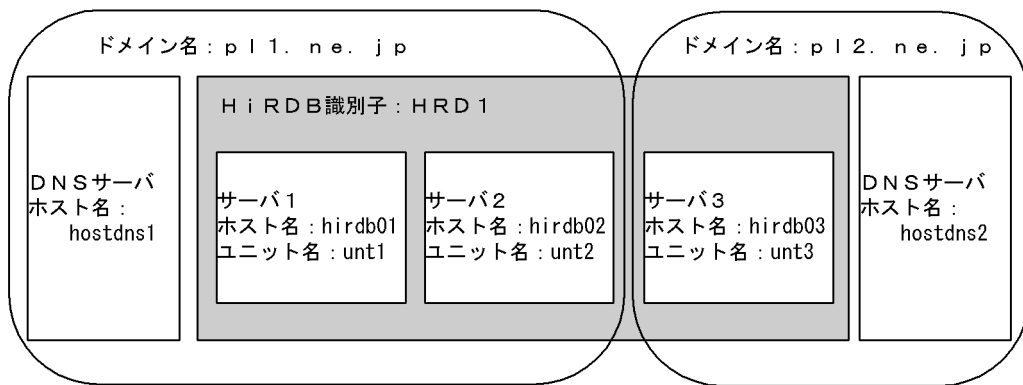 ドメイン名：ｐｌ１．ｎｅ．ｊｐ
ドメイン名：ｐｌ２．ｎｅ．ｊｐ
ＨｉＲＤＢ識別子：ＨＲＤ１
ＤＮＳサーバ
ホスト名：
hostdns1
サーバ１
ホスト名：hirdb01
ユニット名：unt1
サーバ２
ホスト名：hirdb02
ユニット名：unt2
サーバ３
ホスト名：hirdb03
ユニット名：unt3
ＤＮＳサーバ
ホスト名：
hostdns2